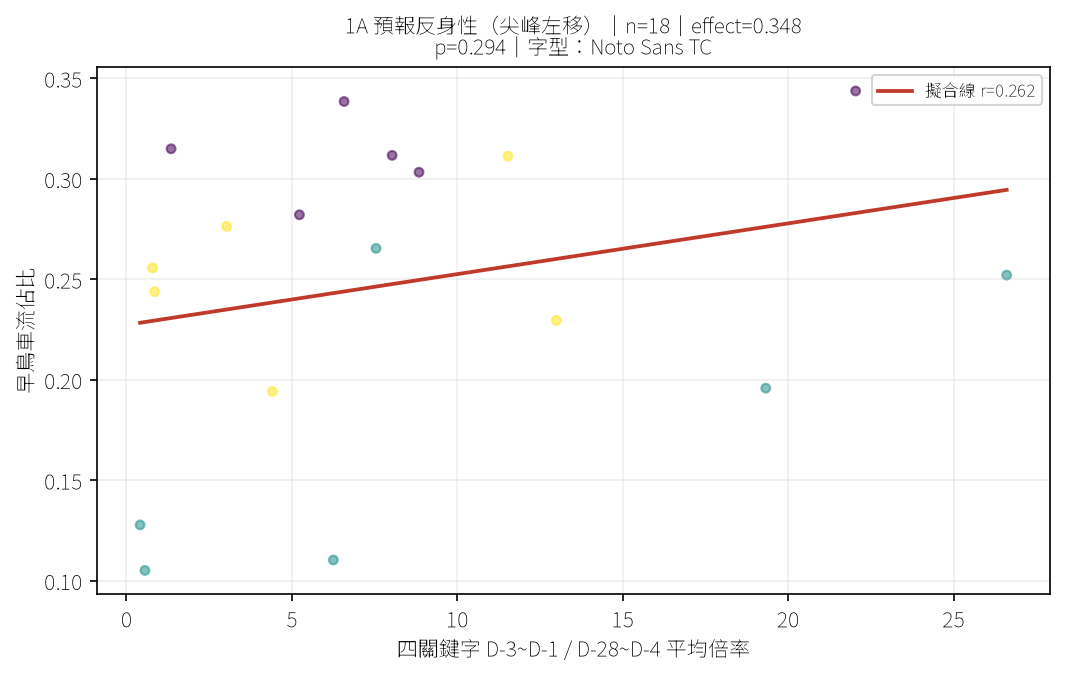 1A 預報反身性（尖峰左移）｜n=18｜effect=0.348
p=0.294｜字型：Noto Sans TC
擬合線 r=0.262
早鳥車流佔比
0.35
0.30
0.25
0.20
0.15
0.10
0 5 10 15 20 25
四關鍵字 D-3~D-1 / D-28~D-4 平均倍率